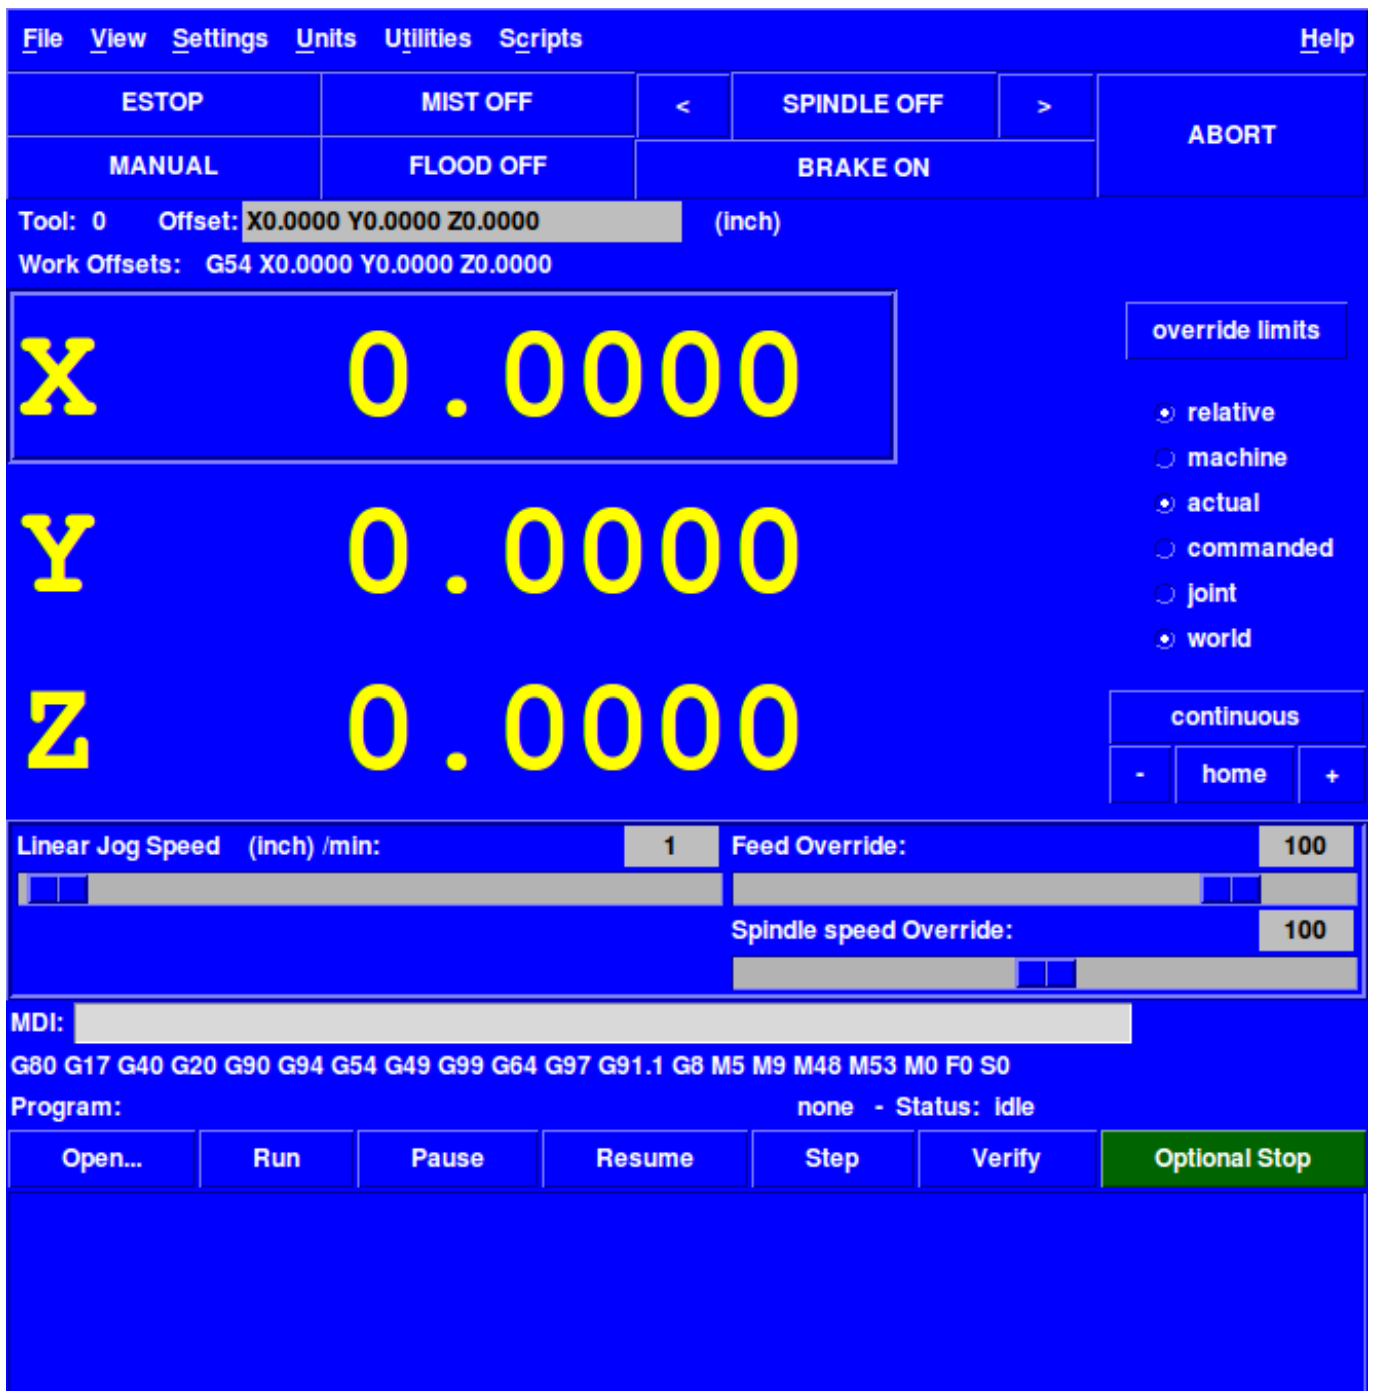 File View Settings Units Utilities Scripts Help
ESTOP MIST OFF < SPINDLE OFF > ABORT
MANUAL FLOOD OFF BRAKE ON
Tool: 0 Offset: X0.0000 Y0.0000 Z0.0000 (inch)
Work Offsets: G54 X0.0000 Y0.0000 Z0.0000
override limits
X 0.0000
relative
machine
actual
Y 0.0000
commanded
joint
world
Z 0.0000
continuous
- home +
Linear Jog Speed (inch) /min: 1 Feed Override: 100
Spindle speed Override: 100
MDI:
G80 G17 G40 G20 G90 G94 G54 G49 G99 G64 G97 G91.1 G8 M5 M9 M48 M53 M0 F0 S0
Program: none - Status: idle
Open... Run Pause Resume Step Verify Optional Stop